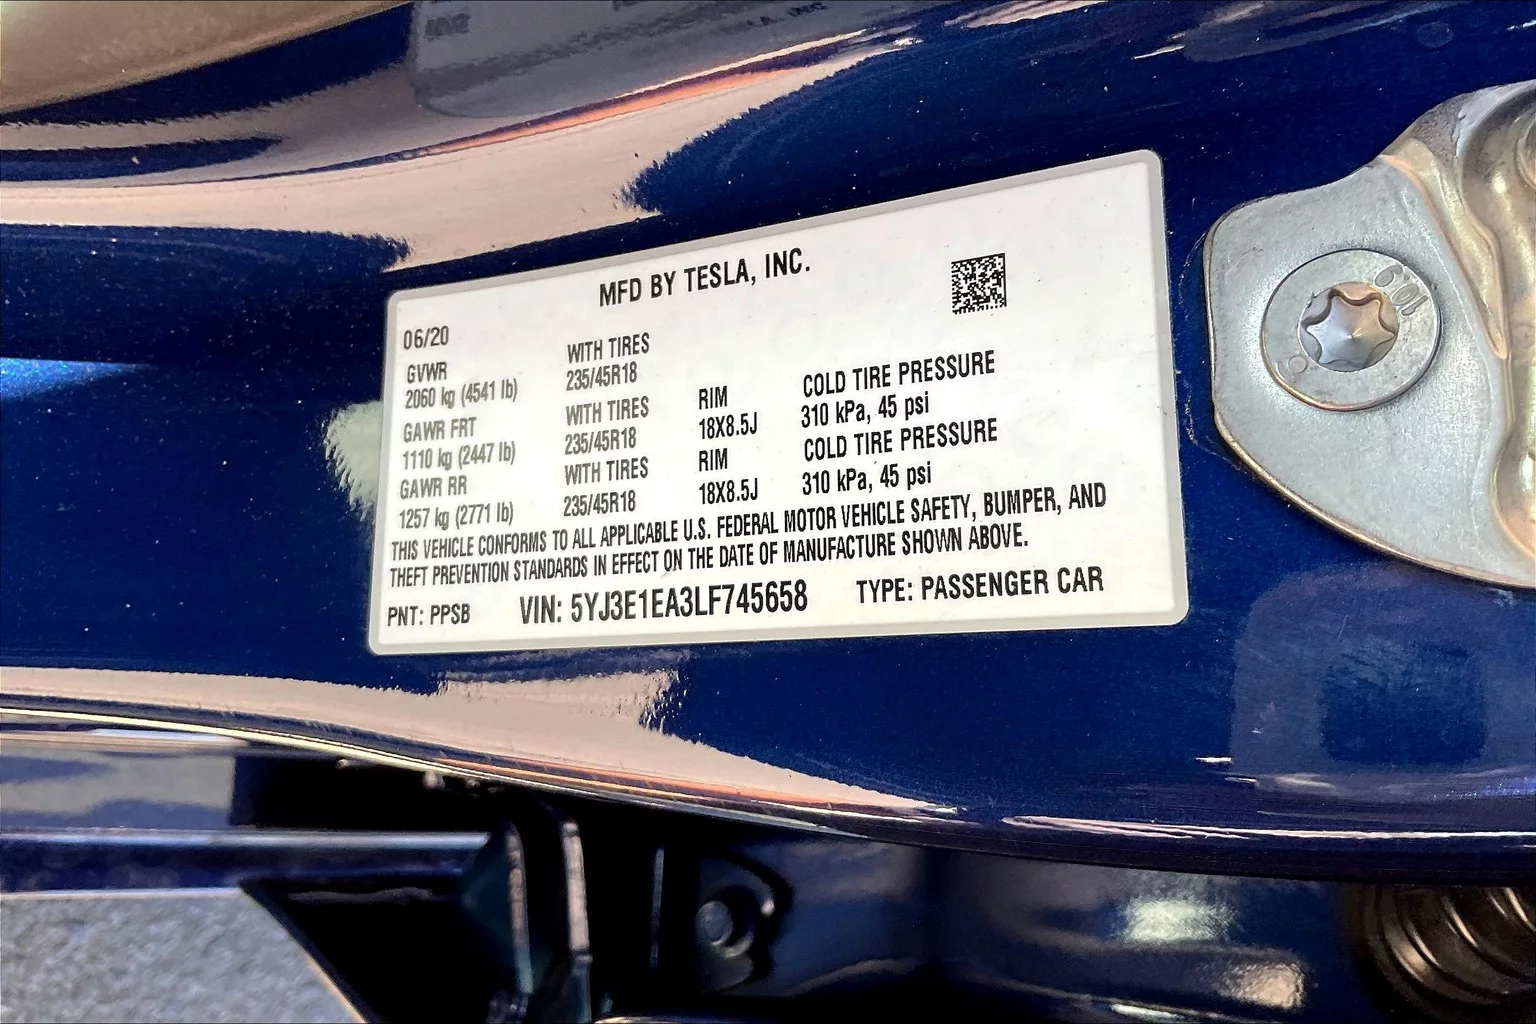 MFD BY TESLA, INC.
06/20
GVWR WITH TIRES
2060 kg (4541 lb) 235/45R18 RIM COLD TIRE PRESSURE
GAWR FRT WITH TIRES 18X8.5J 310 kPa, 45 psi
1110 kg (2447 lb) 235/45R18 RIM COLD TIRE PRESSURE
GAWR RR WITH TIRES 18X8.5J 310 kPa, 45 psi
1257 kg (2771 lb) 235/45R18
THIS VEHICLE CONFORMS TO ALL APPLICABLE U.S. FEDERAL MOTOR VEHICLE SAFETY, BUMPER, AND
THEFT PREVENTION STANDARDS IN EFFECT ON THE DATE OF MANUFACTURE SHOWN ABOVE.
PNT: PPSB VIN: 5YJ3E1EA3LF745658 TYPE: PASSENGER CAR
10.9